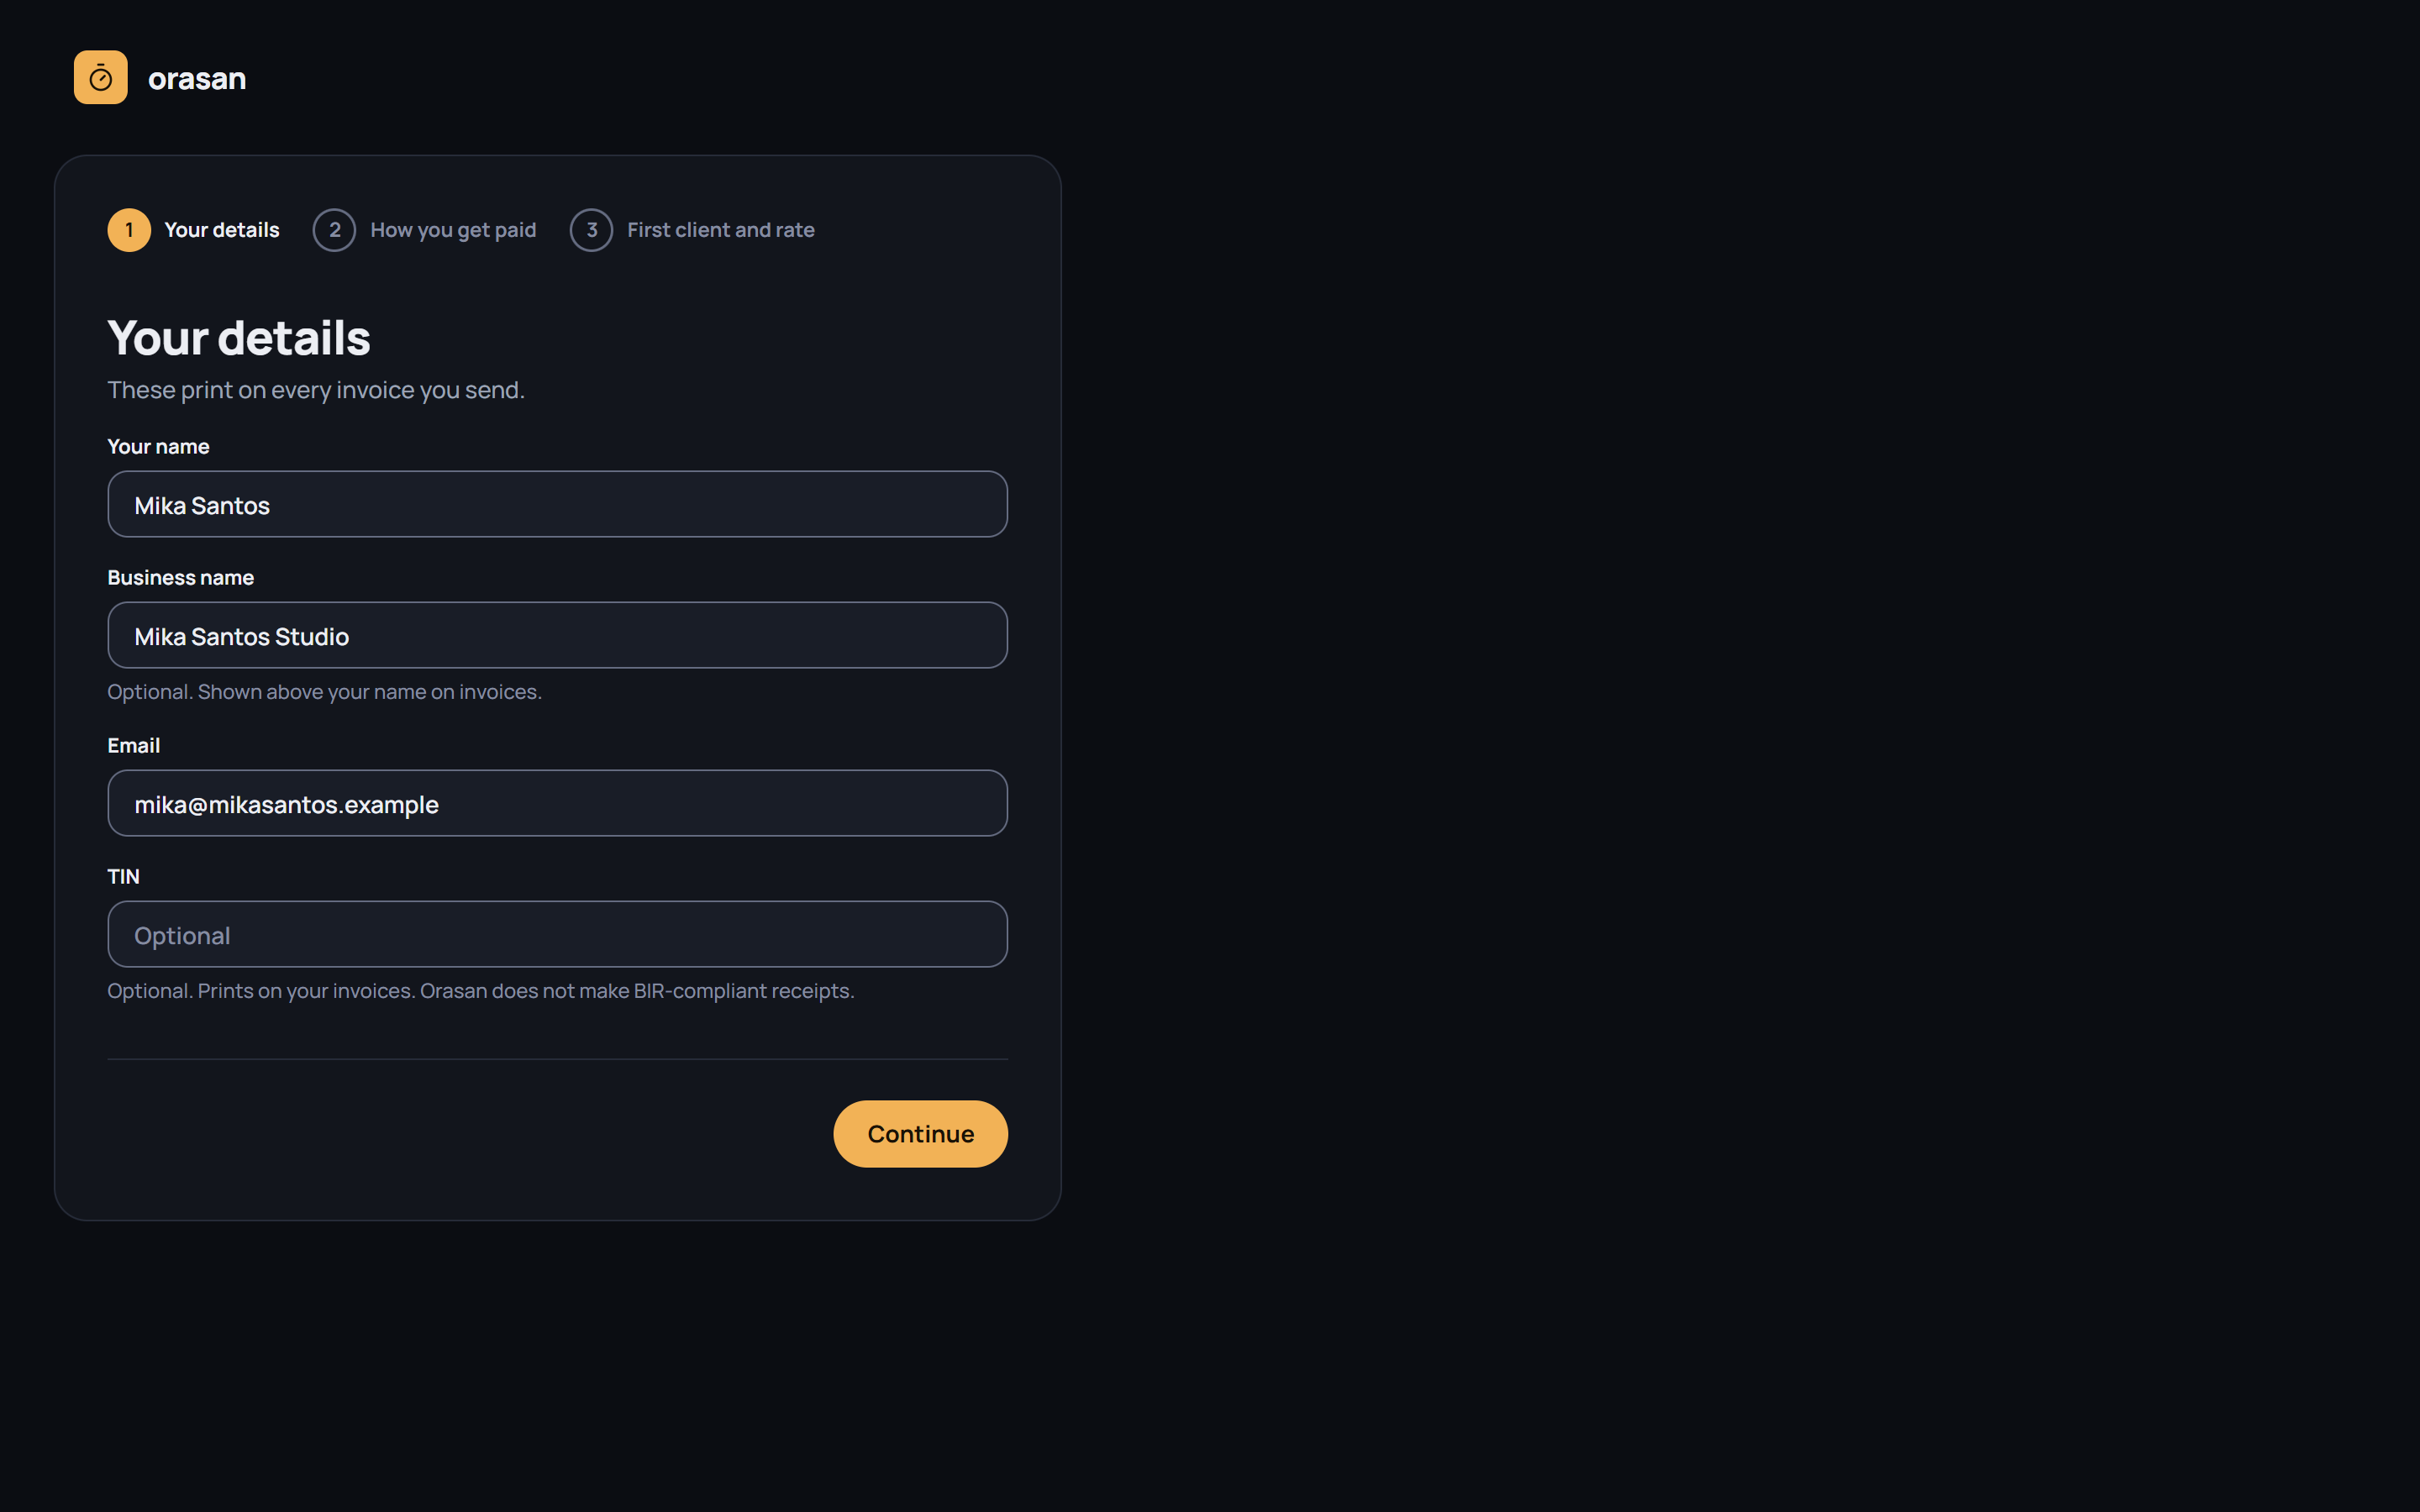 orasan
1 Your details 2 How you get paid 3 First client and rate
Your details
These print on every invoice you send.
Your name
Mika Santos
Business name
Mika Santos Studio
Optional. Shown above your name on invoices.
Email
mika@mikasantos.example
TIN
Optional
Optional. Prints on your invoices. Orasan does not make BIR-compliant receipts.
Continue